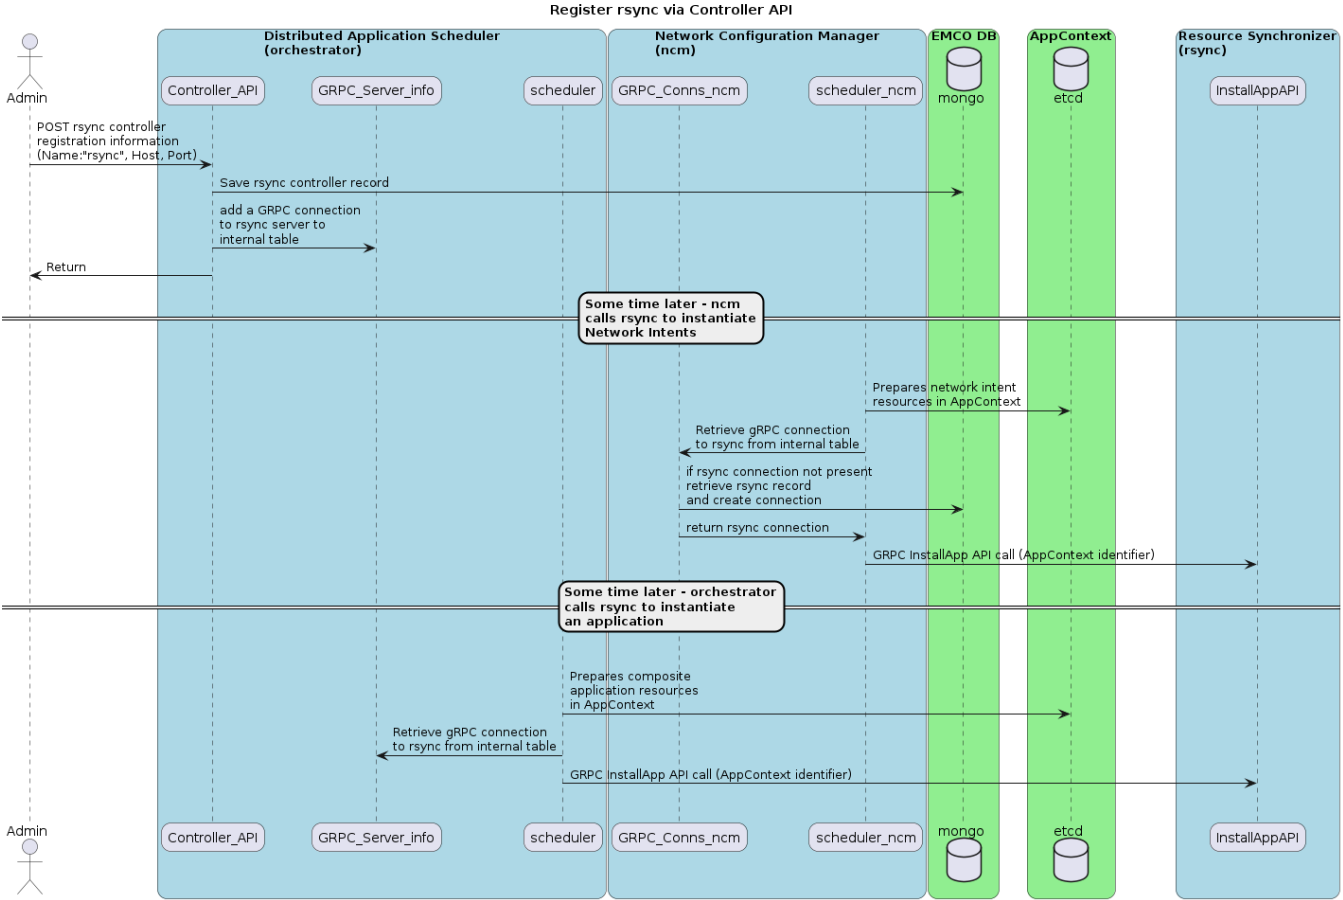 Register rsync via Controller API
Distributed Application Scheduler
(orchestrator)
Network Configuration Manager
(ncm)
EMCO DB
AppContext
Resource Synchronizer
(rsync)
Admin
Controller_API
GRPC_Server_info
scheduler
GRPC_Conns_ncm
scheduler_ncm
mongo
etcd
InstallAppAPI
POST rsync controller
registration information
(Name:"rsync", Host, Port)
Save rsync controller record
add a GRPC connection
to rsync server to
internal table
Return
Some time later - ncm
calls rsync to instantiate
Network Intents
Prepares network intent
resources in AppContext
Retrieve gRPC connection
to rsync from internal table
if rsync connection not present
retrieve rsync record
and create connection
return rsync connection
GRPC InstallApp API call (AppContext identifier)
Some time later - orchestrator
calls rsync to instantiate
an application
Prepares composite
application resources
in AppContext
Retrieve gRPC connection
to rsync from internal table
GRPC InstallApp API call (AppContext identifier)
Admin
Controller_API
GRPC_Server_info
scheduler
GRPC_Conns_ncm
scheduler_ncm
mongo
etcd
InstallAppAPI